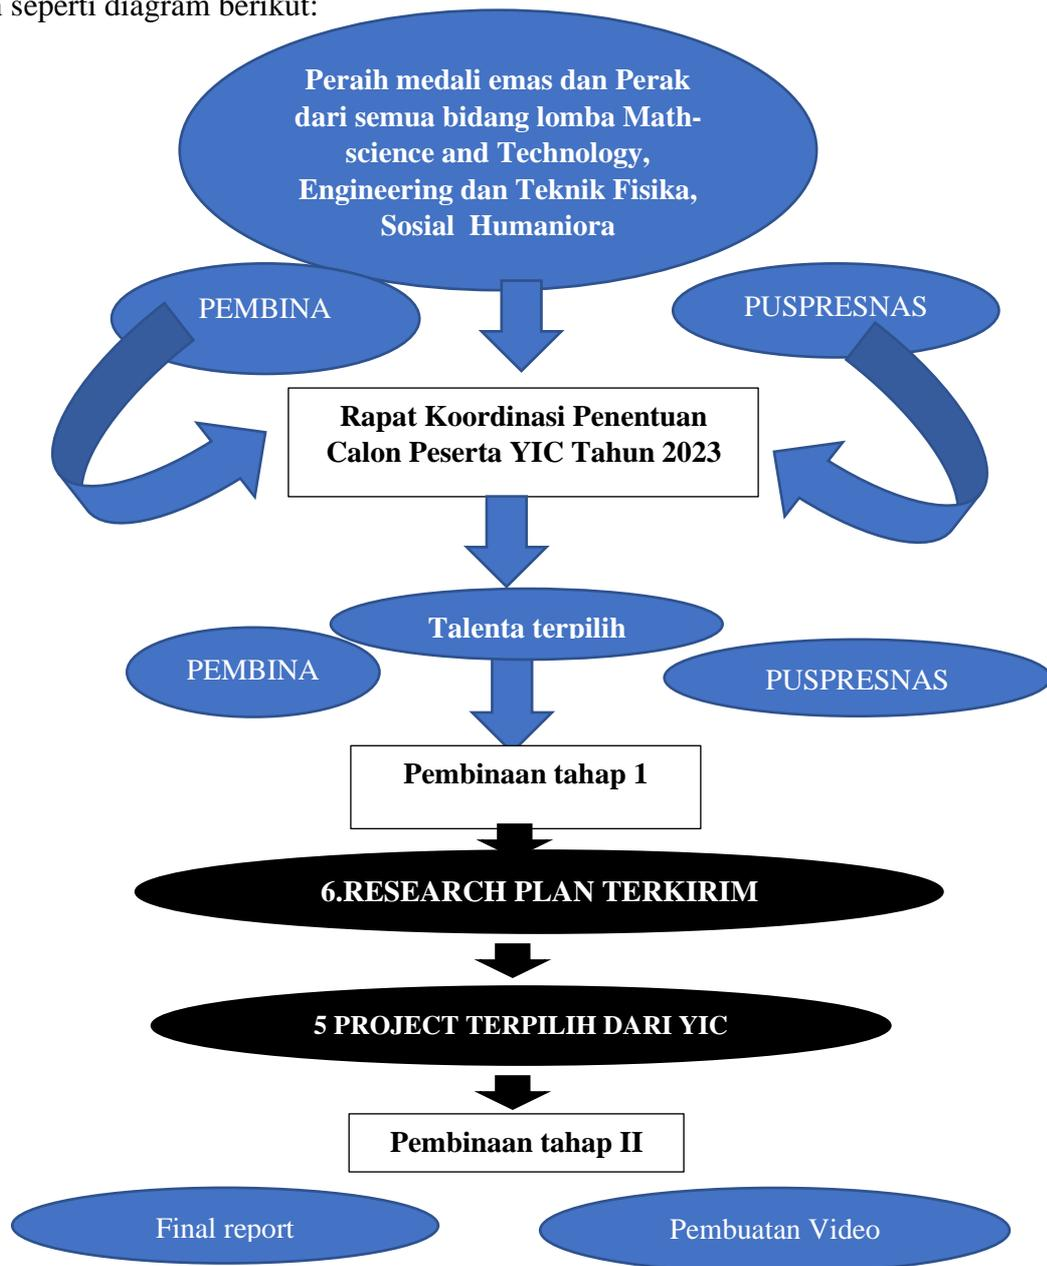 seperti diagram berikut:
Peraih medali emas dan Perak
dari semua bidang lomba Math-
science and Technology,
Engineering dan Teknik Fisika,
Sosial Humaniora
PEMBINA
PUSPRESNAS
Rapat Koordinasi Penentuan
Calon Peserta YIC Tahun 2023
Talenta terpilih
PEMBINA
PUSPRESNAS
Pembinaan tahap 1
6.RESEARCH PLAN TERKIRIM
5 PROJECT TERPILIH DARI YIC
Pembinaan tahap II
Final report
Pembuatan Video